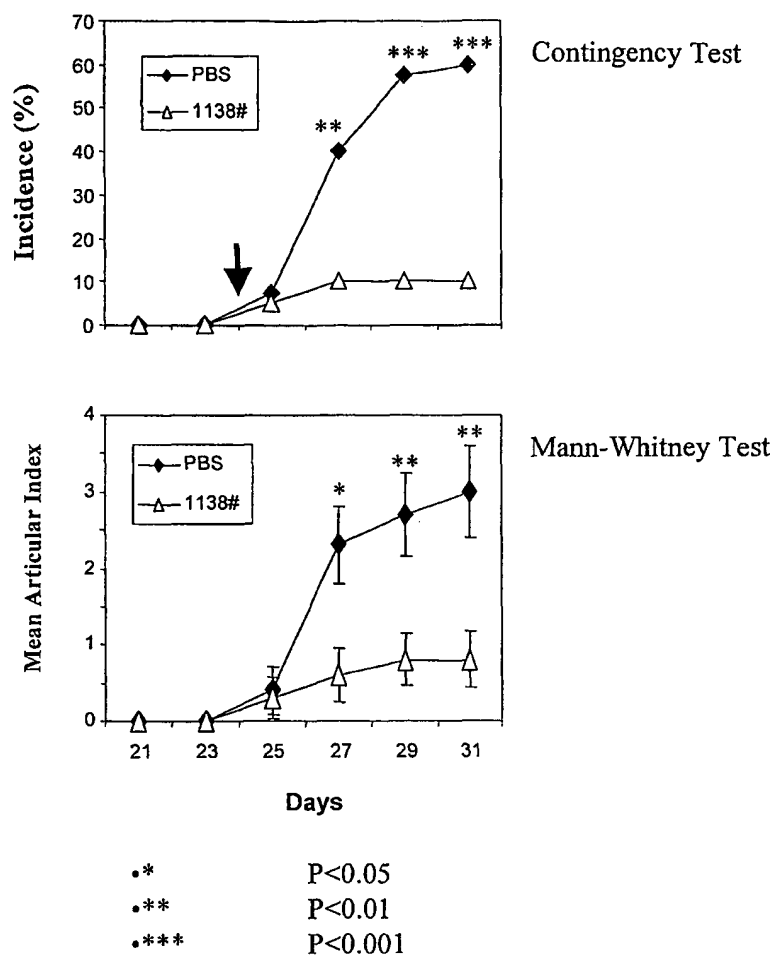 Incidence (%)
70
60
50
40
30
20
10
0
PBS
1138#
**
***
***
Contingency Test
Mean Articular Index
4
3
2
1
0
PBS
1138#
*
**
**
Mann-Whitney Test
21 23 25 27 29 31
Days
•* P<0.05
•** P<0.01
•*** P<0.001